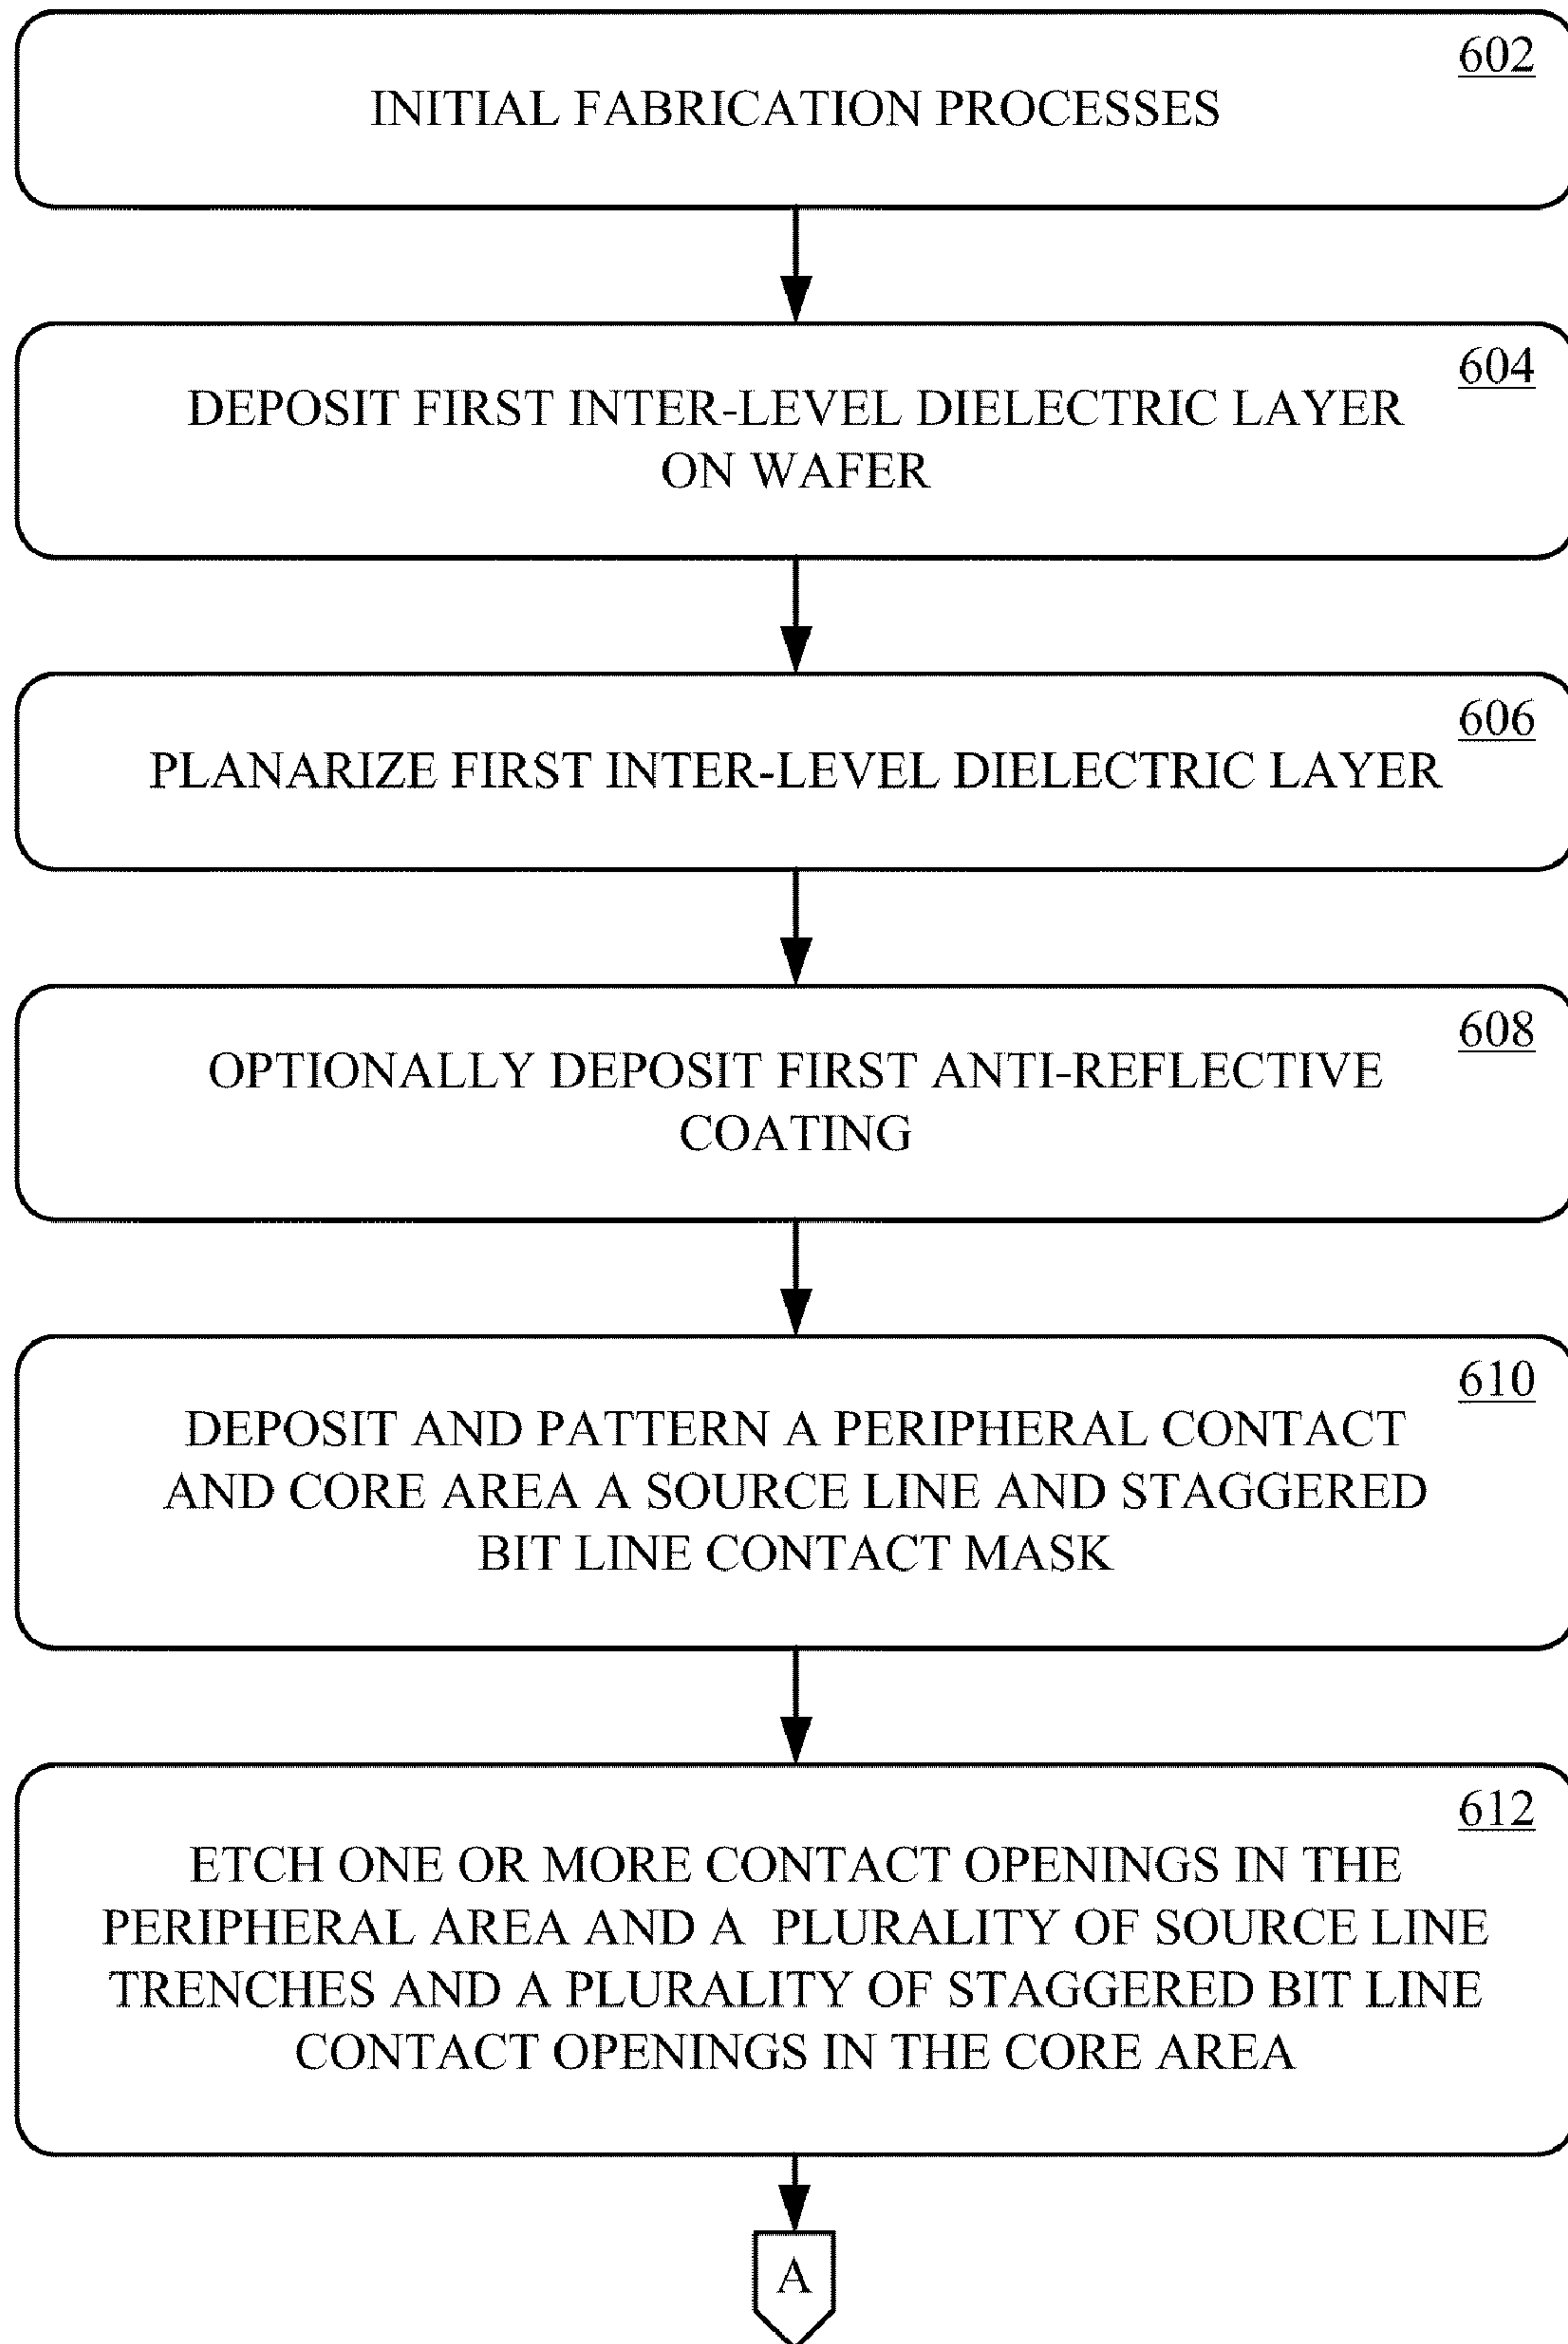 602
INITIAL FABRICATION PROCESSES
604
DEPOSIT FIRST INTER-LEVEL DIELECTRIC LAYER
ON WAFER
606
PLANARIZE FIRST INTER-LEVEL DIELECTRIC LAYER
608
OPTIONALLY DEPOSIT FIRST ANTI-REFLECTIVE
COATING
610
DEPOSIT AND PATTERN A PERIPHERAL CONTACT
AND CORE AREA A SOURCE LINE AND STAGGERED
BIT LINE CONTACT MASK
612
ETCH ONE OR MORE CONTACT OPENINGS IN THE
PERIPHERAL AREA AND A PLURALITY OF SOURCE LINE
TRENCHES AND A PLURALITY OF STAGGERED BIT LINE
CONTACT OPENINGS IN THE CORE AREA
A